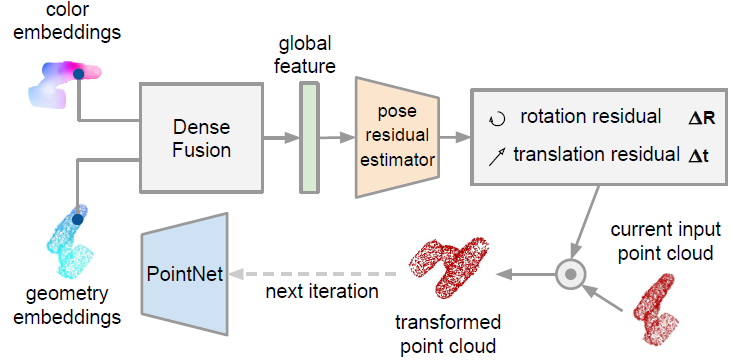 color
embeddings
global
feature
Dense
Fusion
pose
residual
estimator
rotation residual ΔR
translation residual Δt
current input
point cloud
PointNet
next iteration
geometry
embeddings
transformed
point cloud